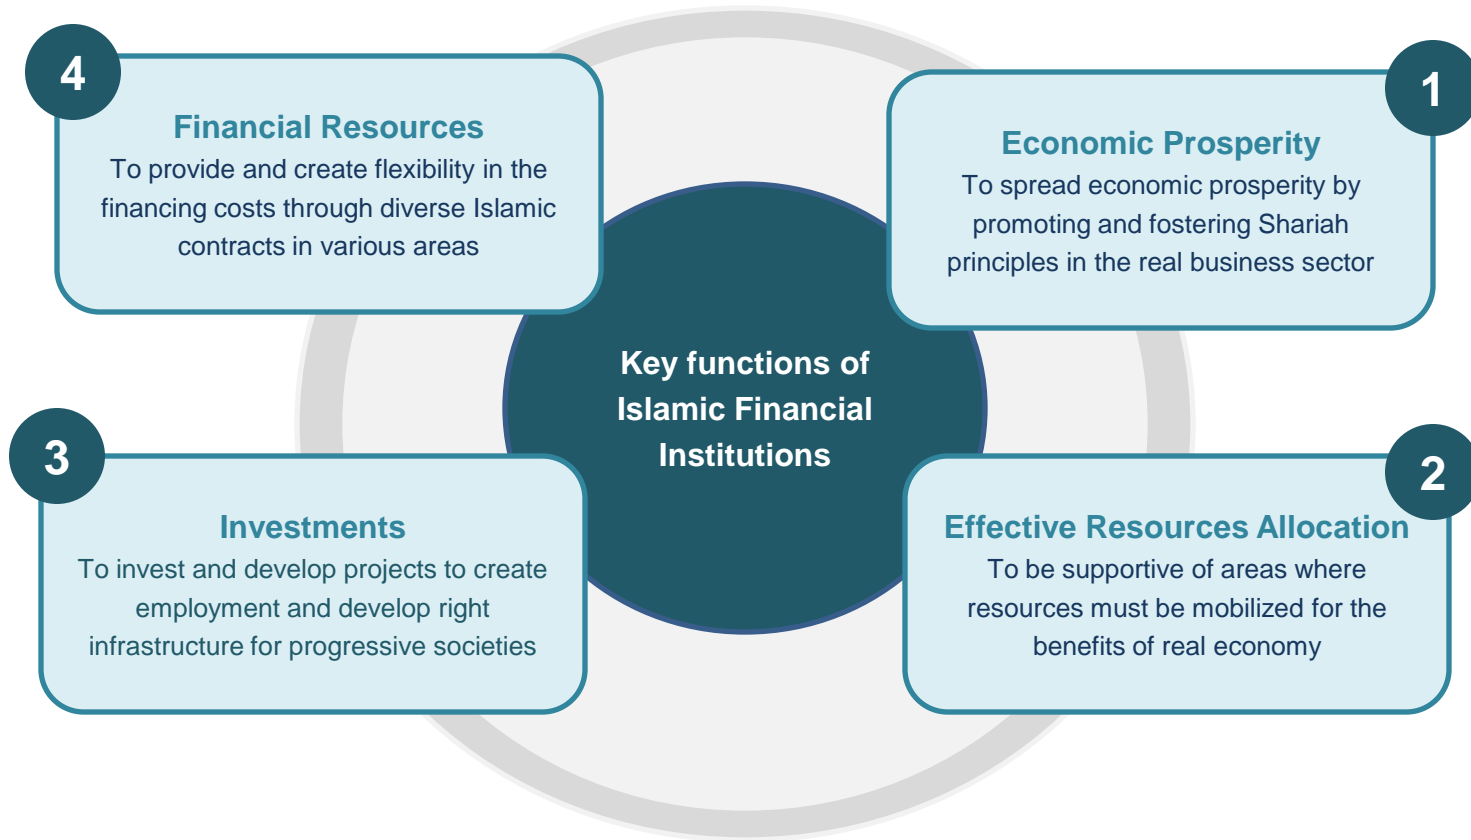 4
Financial Resources
To provide and create flexibility in the
financing costs through diverse Islamic
contracts in various areas
1
Economic Prosperity
To spread economic prosperity by
promoting and fostering Shariah
principles in the real business sector
Key functions of
Islamic Financial
Institutions
3
Investments
To invest and develop projects to create
employment and develop right
infrastructure for progressive societies
2
Effective Resources Allocation
To be supportive of areas where
resources must be mobilized for the
benefits of real economy